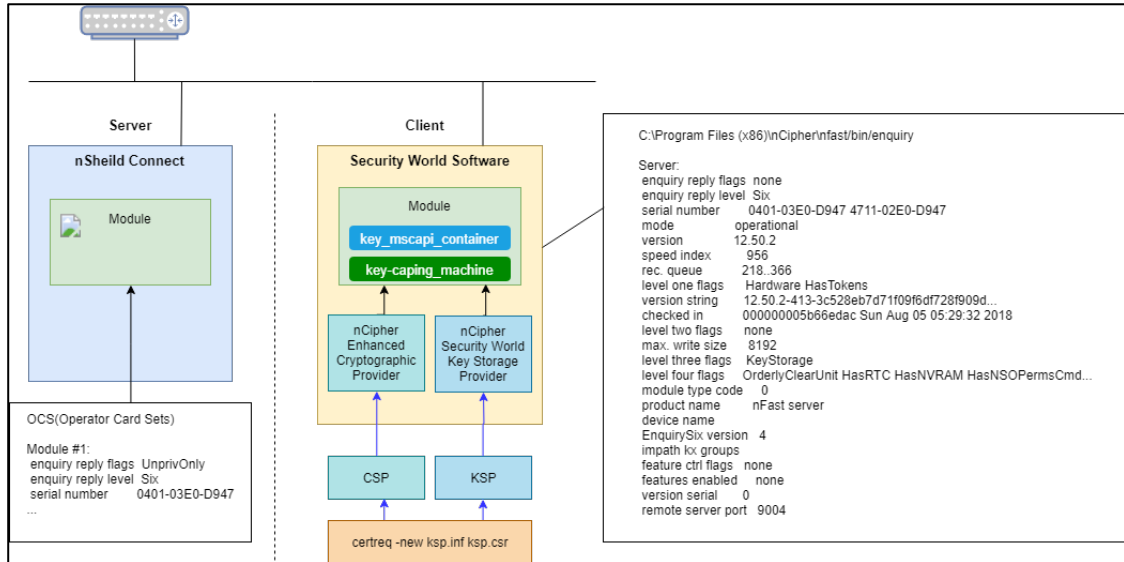 Server
nSheild Connect
Module
OCS(Operator Card Sets)
Module #1:
enquiry reply flags UnprivOnly
enquiry reply level Six
serial number 0401-03E0-D947
...
Client
Security World Software
Module
key_mscapi_container
key-caping_machine
nCipher
Enhanced
Cryptographic
Provider
nCipher
Security World
Key Storage
Provider
CSP
KSP
certreq -new ksp.inf ksp.csr
C:\Program Files (x86)\nCipher\nfast/bin/enquiry
Server:
enquiry reply flags none
enquiry reply level Six
serial number 0401-03E0-D947 4711-02E0-D947
mode operational
version 12.50.2
speed index 956
rec. queue 218..366
level one flags Hardware HasTokens
version string 12.50.2-413-3c528eb7d71f09f6df728f909d...
checked in 000000005b66edac Sun Aug 05 05:29:32 2018
level two flags none
max. write size 8192
level three flags KeyStorage
level four flags OrderlyClearUnit HasRTC HasNVRAM HasNSOPermsCmd...
module type code 0
product name nFast server
device name
EnquirySix version 4
impath kx groups
feature ctrl flags none
features enabled none
version serial 0
remote server port 9004